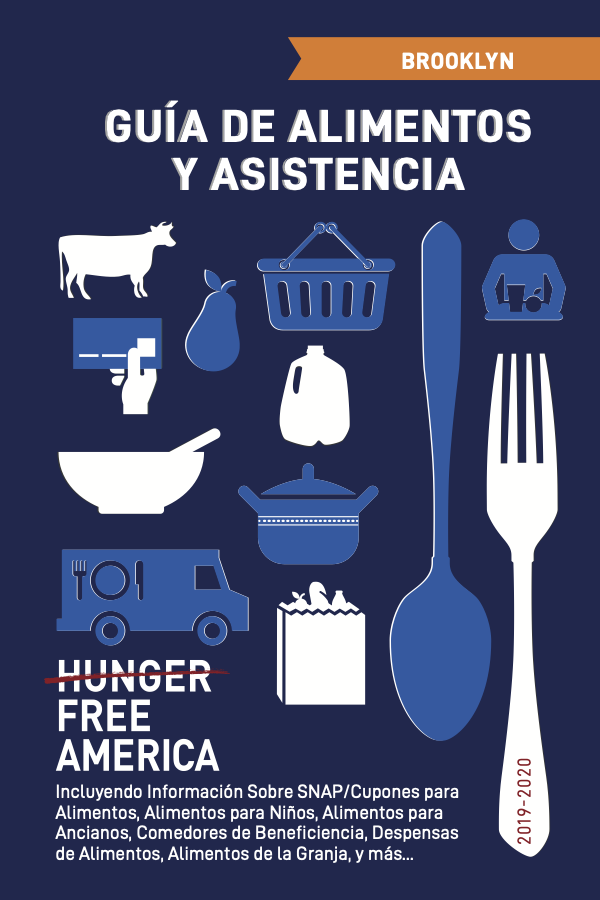 BROOKLYN
GUÍA DE ALIMENTOS
Y ASISTENCIA
HUNGER
FREE
AMERICA
Incluyendo Información Sobre SNAP/Cupones para
Alimentos, Alimentos para Niños, Alimentos para
Ancianos, Comedores de Beneficiencia, Despensas
de Alimentos, Alimentos de la Granja, y más...
2019-2020